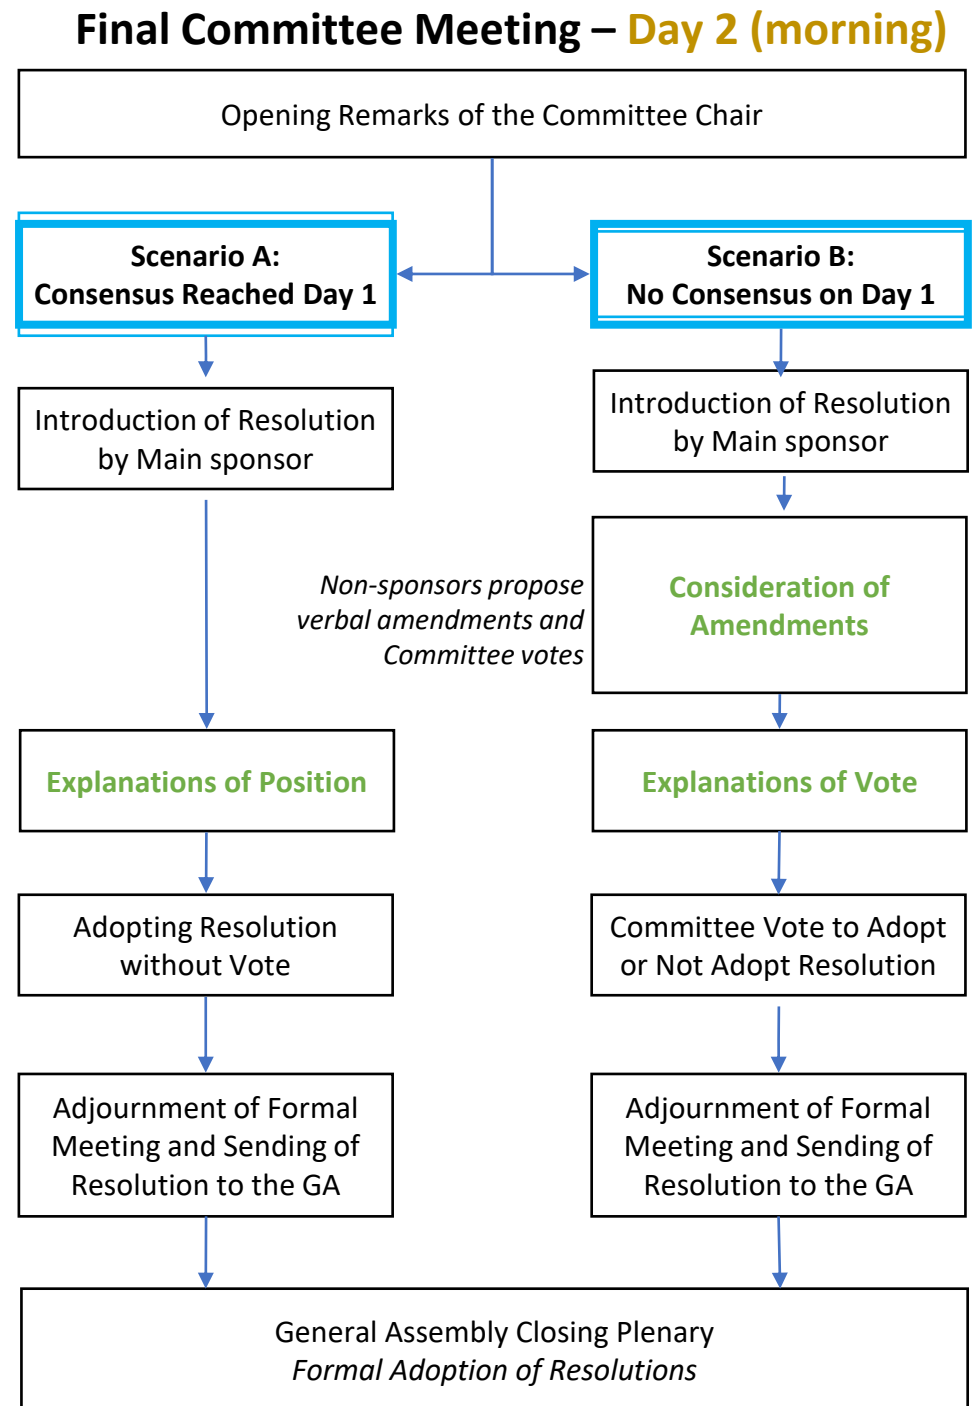 Final Committee Meeting – Day 2 (morning)
Opening Remarks of the Committee Chair
Scenario A:
Consensus Reached Day 1
Scenario B:
No Consensus on Day 1
Introduction of Resolution
by Main sponsor
Introduction of Resolution
by Main sponsor
Non-sponsors propose
verbal amendments and
Committee votes
Consideration of
Amendments
Explanations of Position
Explanations of Vote
Adopting Resolution
without Vote
Committee Vote to Adopt
or Not Adopt Resolution
Adjournment of Formal
Meeting and Sending of
Resolution to the GA
Adjournment of Formal
Meeting and Sending of
Resolution to the GA
General Assembly Closing Plenary
Formal Adoption of Resolutions